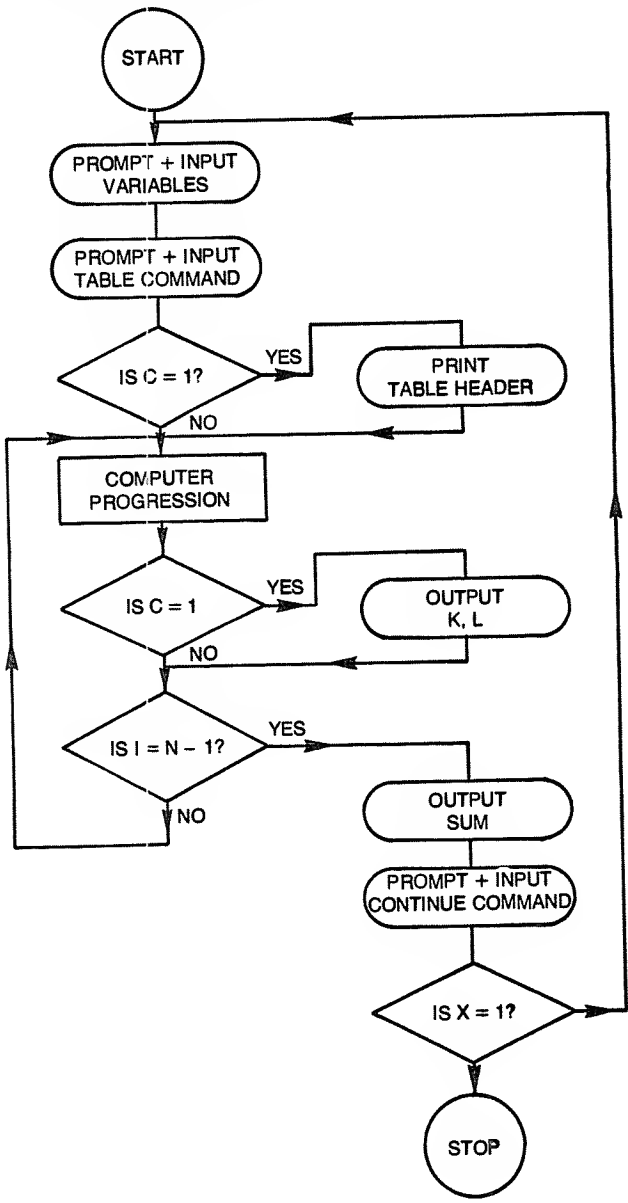 START
PROMPT + INPUT
VARIABLES
PROMPT + INPUT
TABLE COMMAND
IS C = 1?
YES
PRINT
TABLE HEADER
NO
COMPUTER
PROGRESSION
IS C = 1
YES
OUTPUT
K, L
NO
IS I = N – 1?
YES
NO
OUTPUT
SUM
PROMPT + INPUT
CONTINUE COMMAND
IS X = 1?
STOP